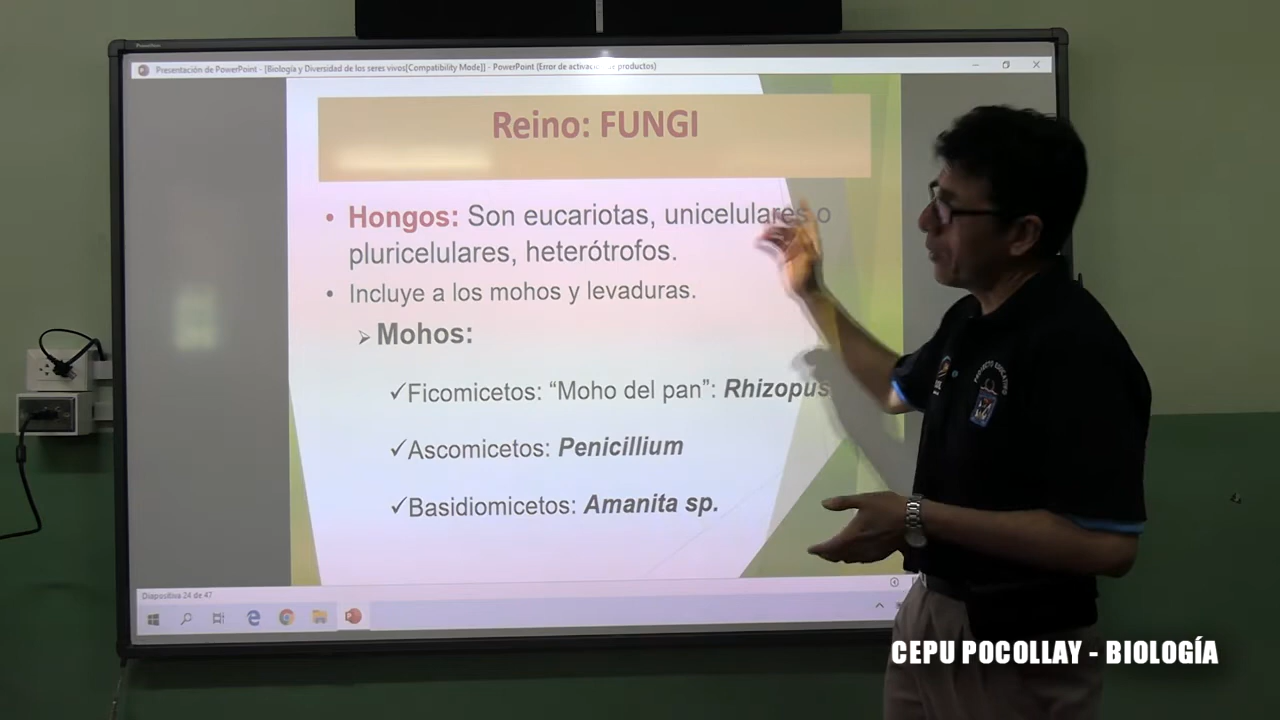 Presentación de PowerPoint - [Biología y Diversidad de los seres vivos[Compatibility Mode]] - PowerPoint (Error de activación de productos)
Reino: FUNGI
• Hongos: Son eucariotas, unicelulares o
pluricelulares, heterótrofos.
• Incluye a los mohos y levaduras.
➢ Mohos:
✓Ficomicetos: “Moho del pan”: Rhizopus
✓Ascomicetos: Penicillium
✓Basidiomicetos: Amanita sp.
Diapositiva 24 de 47
PROYECTO EDUCATIVO
CEPU POCOLLAY - BIOLOGÍA